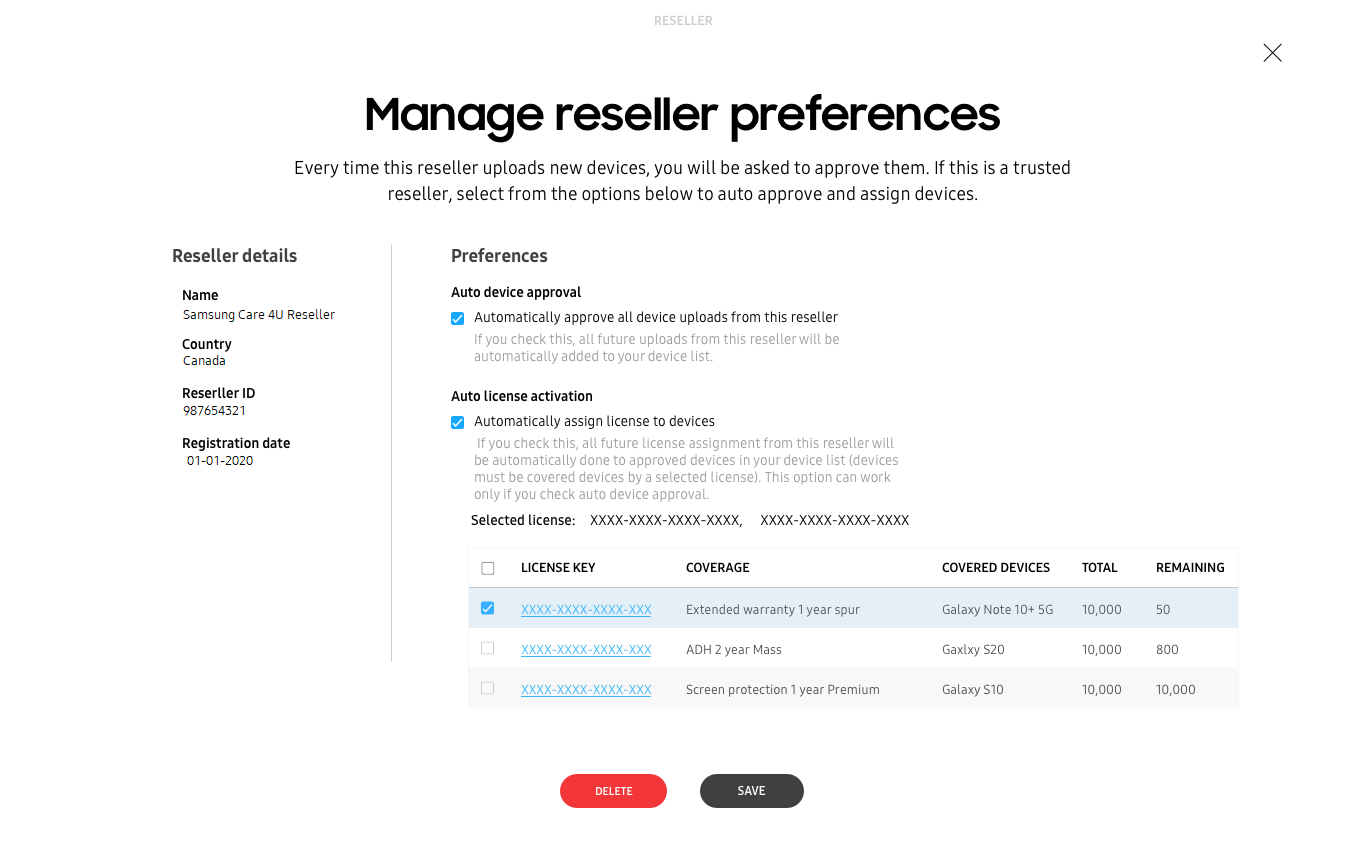 RESELLER
Manage reseller preferences
Every time this reseller uploads new devices, you will be asked to approve them. If this is a trusted
reseller, select from the options below to auto approve and assign devices.
Reseller details
Name
Samsung Care 4U Reseller
Country
Canada
Reserller ID
987654321
Registration date
01-01-2020
Preferences
Auto device approval
Automatically approve all device uploads from this reseller
If you check this, all future uploads from this reseller will be
automatically added to your device list.
Auto license activation
Automatically assign license to devices
If you check this, all future license assignment from this reseller will
be automatically done to approved devices in your device list (devices
must be covered devices by a selected license). This option can work
only if you check auto device approval.
Selected license: XXXX-XXXX-XXXX-XXXX, XXXX-XXXX-XXXX-XXXX
LICENSE KEY COVERAGE COVERED DEVICES TOTAL REMAINING
XXXX-XXXX-XXXX-XXX Extended warranty 1 year spur Galaxy Note 10+ 5G 10,000 50
XXXX-XXXX-XXXX-XXX ADH 2 year Mass Gaxlxy S20 10,000 800
XXXX-XXXX-XXXX-XXX Screen protection 1 year Premium Galaxy S10 10,000 10,000
DELETE SAVE